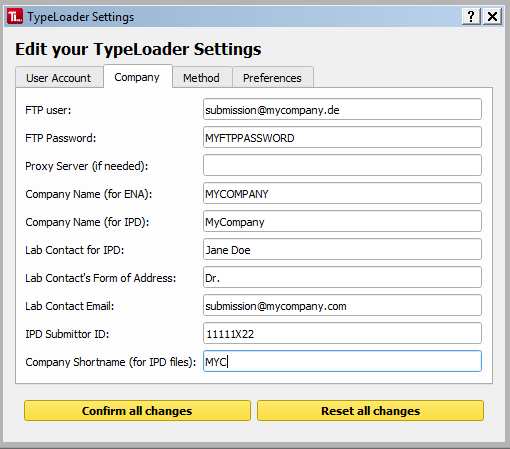 TypeLoader Settings
Edit your TypeLoader Settings
User Account Company Method Preferences
FTP user: submission@mycompany.de
FTP Password: MYFTPPASSWORD
Proxy Server (if needed):
Company Name (for ENA): MYCOMPANY
Company Name (for IPD): MyCompany
Lab Contact for IPD: Jane Doe
Lab Contact's Form of Address: Dr.
Lab Contact Email: submission@mycompany.com
IPD Submittor ID: 11111X22
Company Shortname (for IPD files): MYC
Confirm all changes Reset all changes